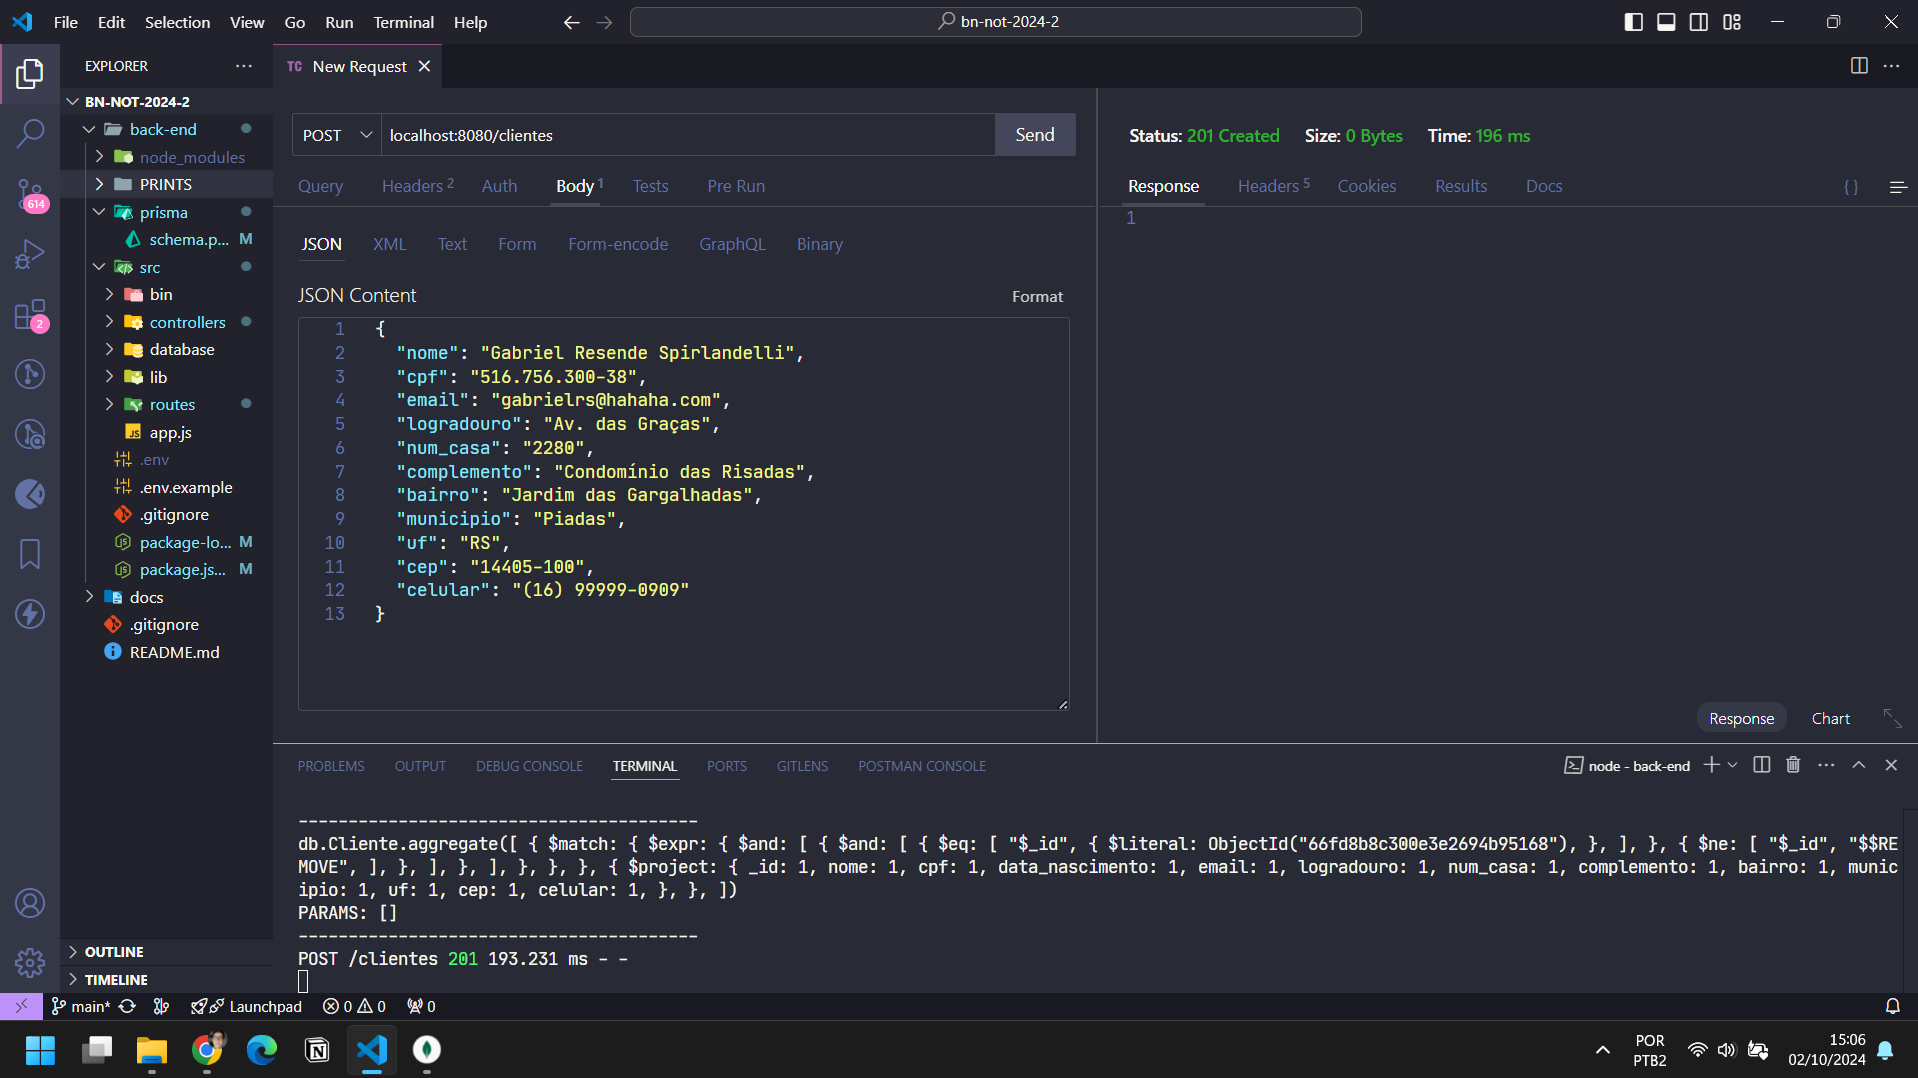 File Edit Selection View Go Run Terminal Help
bn-not-2024-2
EXPLORER
TC New Request
BN-NOT-2024-2
back-end
node_modules
PRINTS
prisma
schema.p... M
src
bin
controllers
database
lib
routes
JS app.js
.env
.env.example
.gitignore
package-lo... M
package.js... M
docs
.gitignore
README.md
OUTLINE
TIMELINE
614
2
POST localhost:8080/clientes Send
Query Headers 2 Auth Body 1 Tests Pre Run
JSON XML Text Form Form-encode GraphQL Binary
JSON Content Format
1 {
2 "nome": "Gabriel Resende Spirlandelli",
3 "cpf": "516.756.300-38",
4 "email": "gabrielrs@hahaha.com",
5 "logradouro": "Av. das Graças",
6 "num_casa": "2280",
7 "complemento": "Condomínio das Risadas",
8 "bairro": "Jardim das Gargalhadas",
9 "municipio": "Piadas",
10 "uf": "RS",
11 "cep": "14405-100",
12 "celular": "(16) 99999-0909"
13 }
Status: 201 Created Size: 0 Bytes Time: 196 ms
Response Headers 5 Cookies Results Docs { }
1
Response Chart
PROBLEMS OUTPUT DEBUG CONSOLE TERMINAL PORTS GITLENS POSTMAN CONSOLE
node - back-end
----------------------------------------
db.Cliente.aggregate([ { $match: { $expr: { $and: [ { $and: [ { $eq: [ "$_id", { $literal: ObjectId("66fd8b8c300e3e2694b95168"), }, ], }, { $ne: [ "$_id", "$$RE
MOVE", ], }, ], }, ], }, }, }, { $project: { _id: 1, nome: 1, cpf: 1, data_nascimento: 1, email: 1, logradouro: 1, num_casa: 1, complemento: 1, bairro: 1, munic
ipio: 1, uf: 1, cep: 1, celular: 1, }, }, ])
PARAMS: []
----------------------------------------
POST /clientes 201 193.231 ms - -
main* Launchpad 0 0 0
POR
PTB2
15:06
02/10/2024